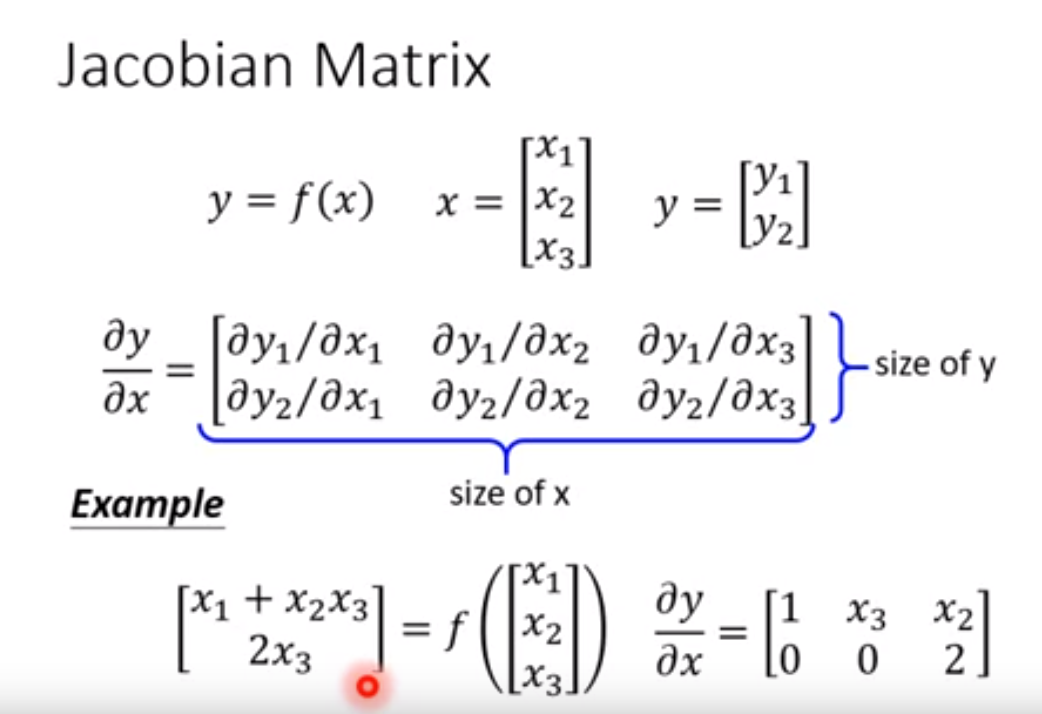 Jacobian Matrix
y = f(x) x = [x₁ x₂ x₃] y = [y₁ y₂]
∂y/∂x = [∂y₁/∂x₁ ∂y₁/∂x₂ ∂y₁/∂x₃
∂y₂/∂x₁ ∂y₂/∂x₂ ∂y₂/∂x₃] size of y
size of x
Example
[x₁ + x₂x₃
2x₃] = f([x₁ x₂ x₃]) ∂y/∂x = [1 x₃ x₂
0 0 2]